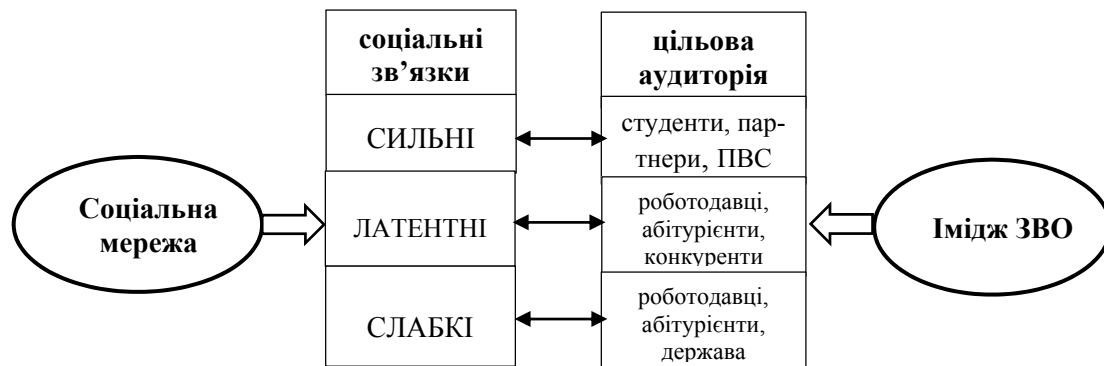 соціальні
зв’язки
цільова
аудиторія
СИЛЬНІ
студенти, пар-
тнери, ПВС
Соціальна
мережа
ЛАТЕНТНІ
роботодавці,
абітурієнти,
конкуренти
Імідж ЗВО
СЛАБКІ
роботодавці,
абітурієнти,
держава